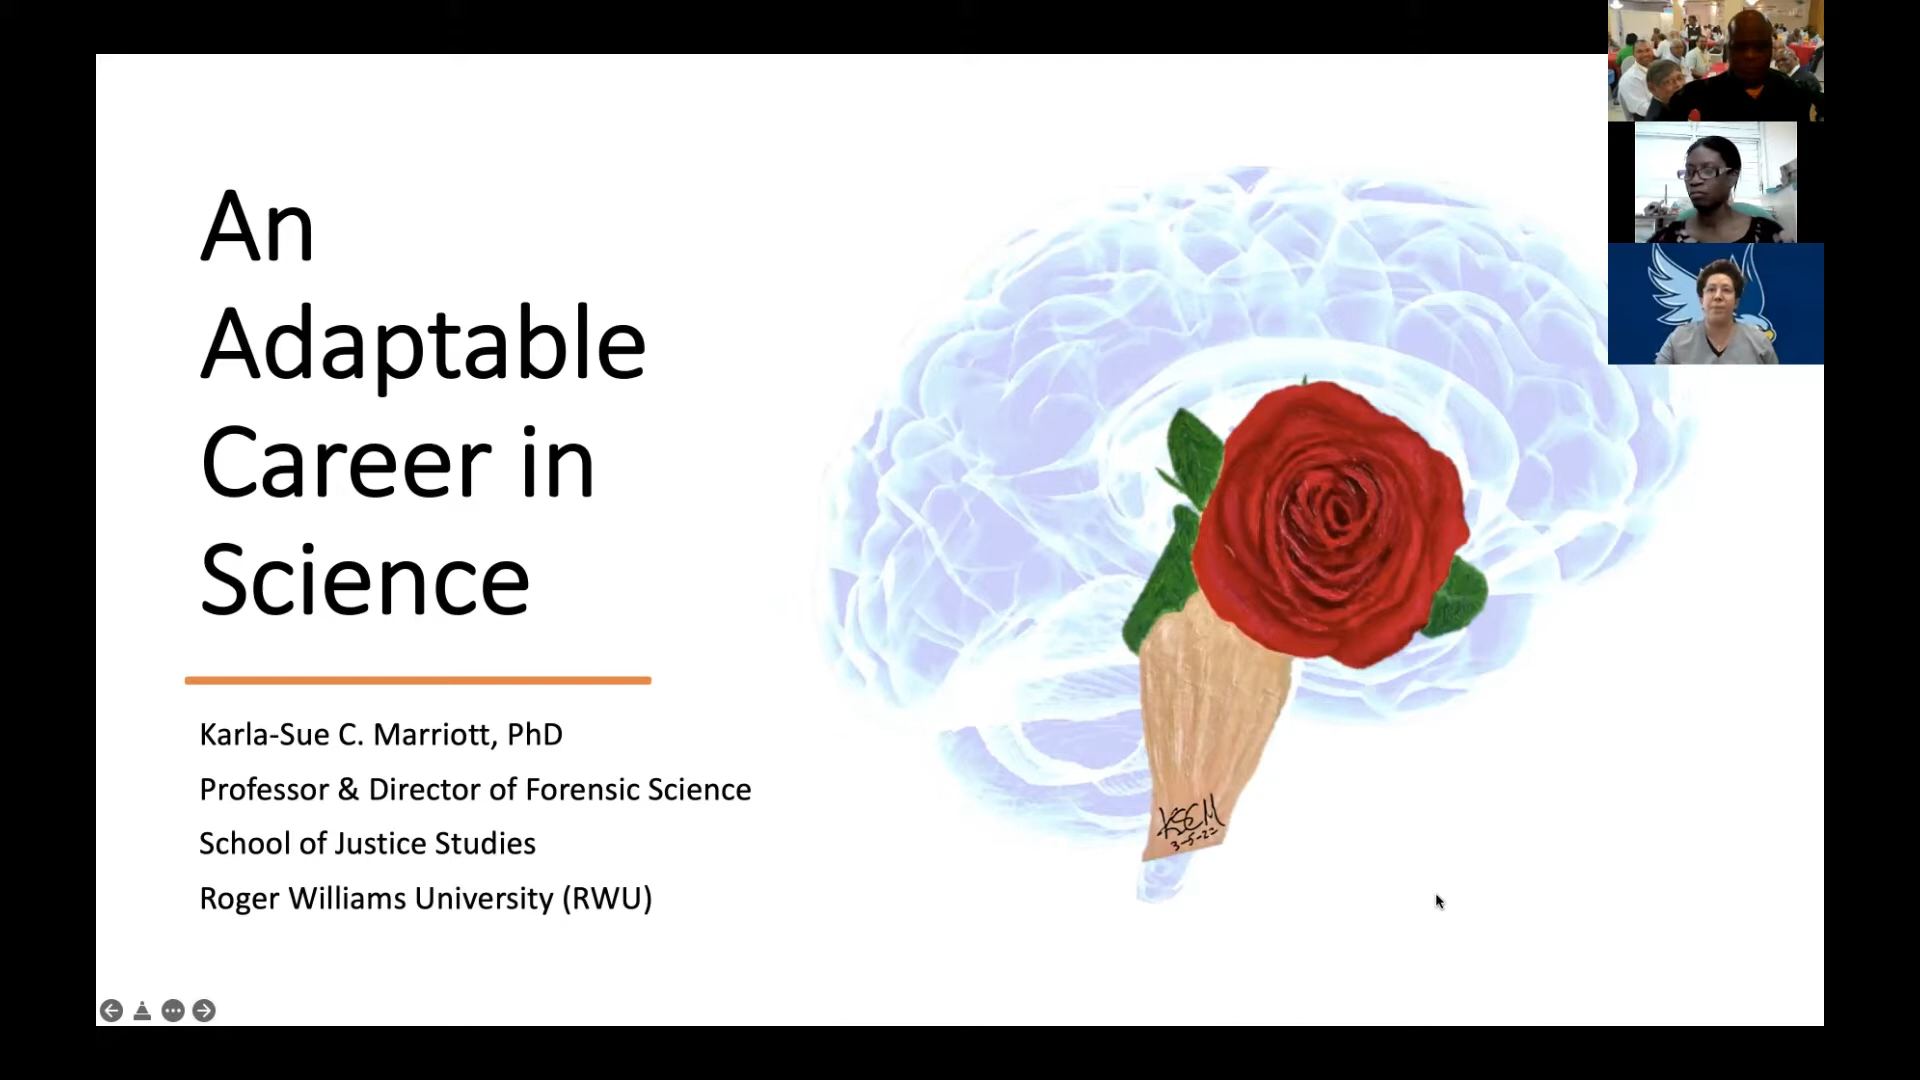 An
Adaptable
Career in
Science
Karla-Sue C. Marriott, PhD
Professor & Director of Forensic Science
School of Justice Studies
Roger Williams University (RWU)
KSCM